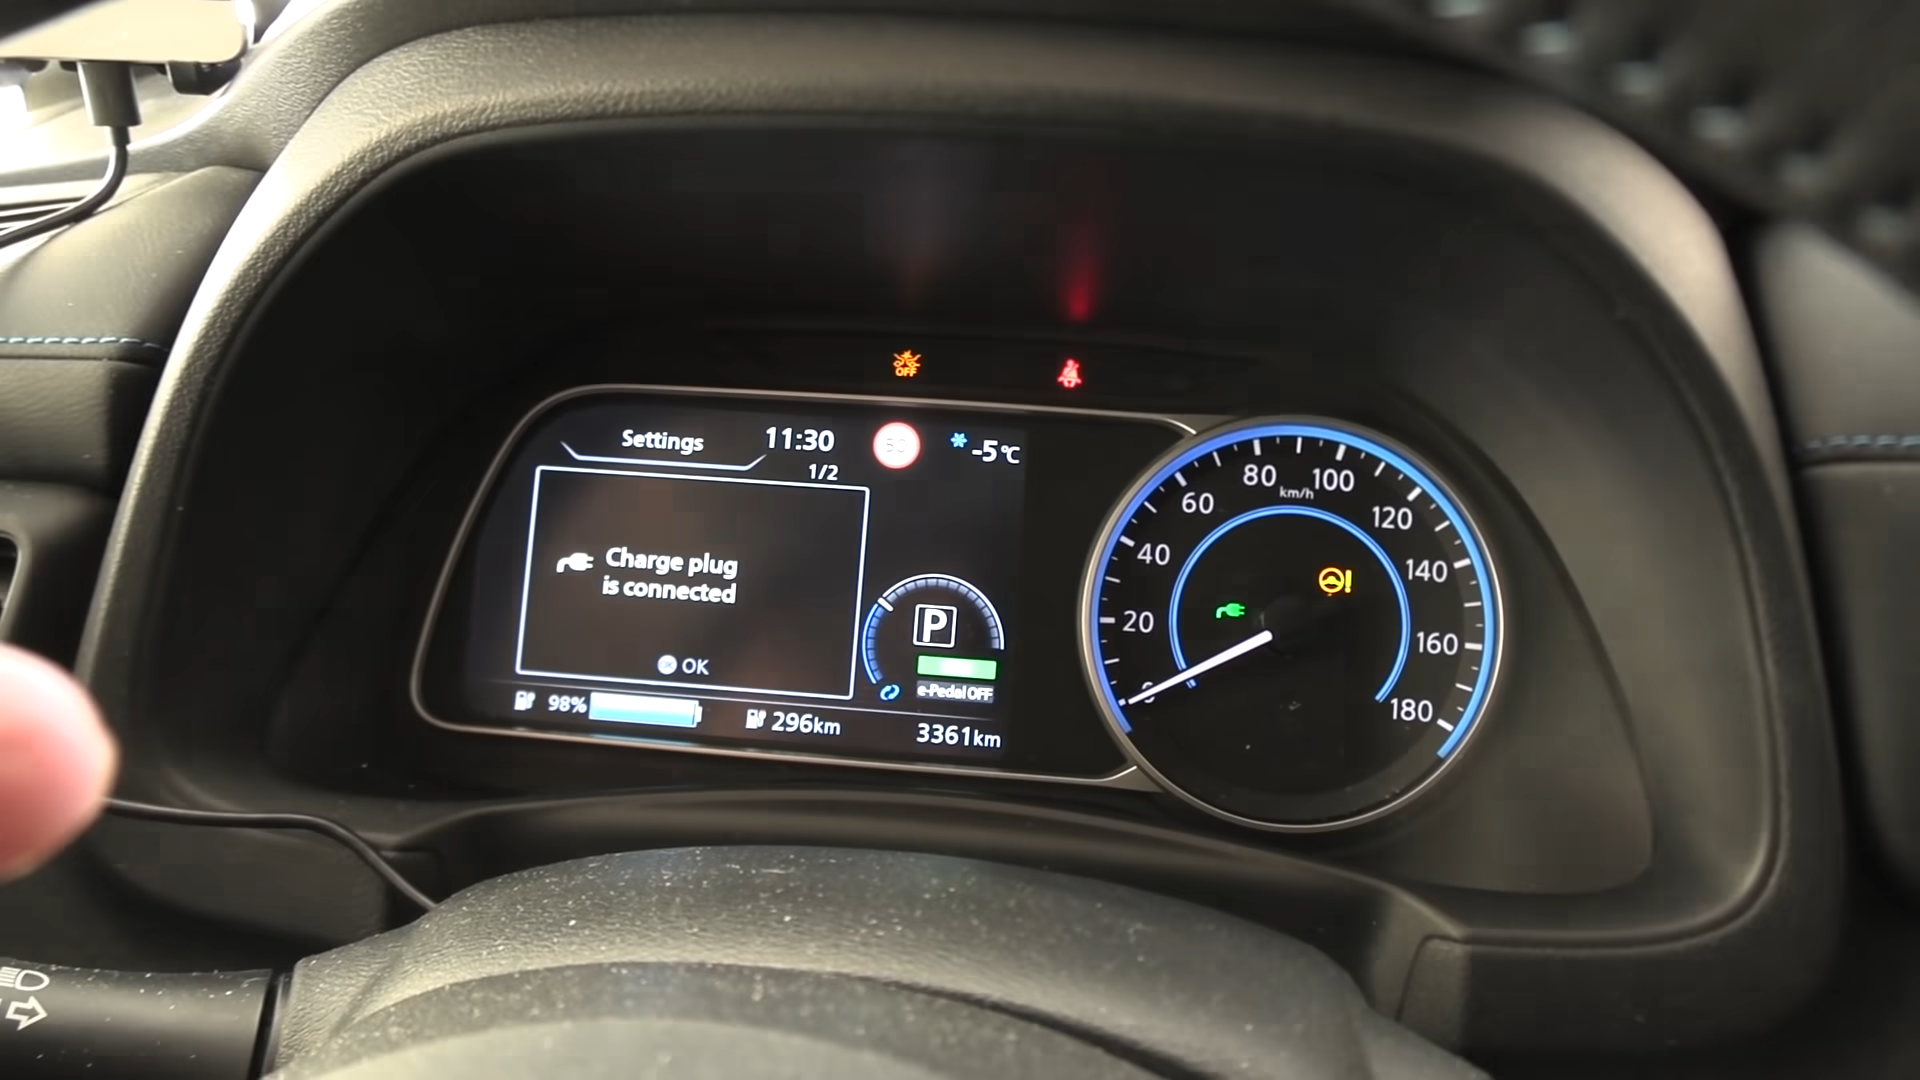 OFF
Settings
11:30
-5°C
1/2
Charge plug
is connected
OK
P
e-Pedal OFF
98%
296km
3361km
0
20
40
60
80
100
120
140
160
180
km/h